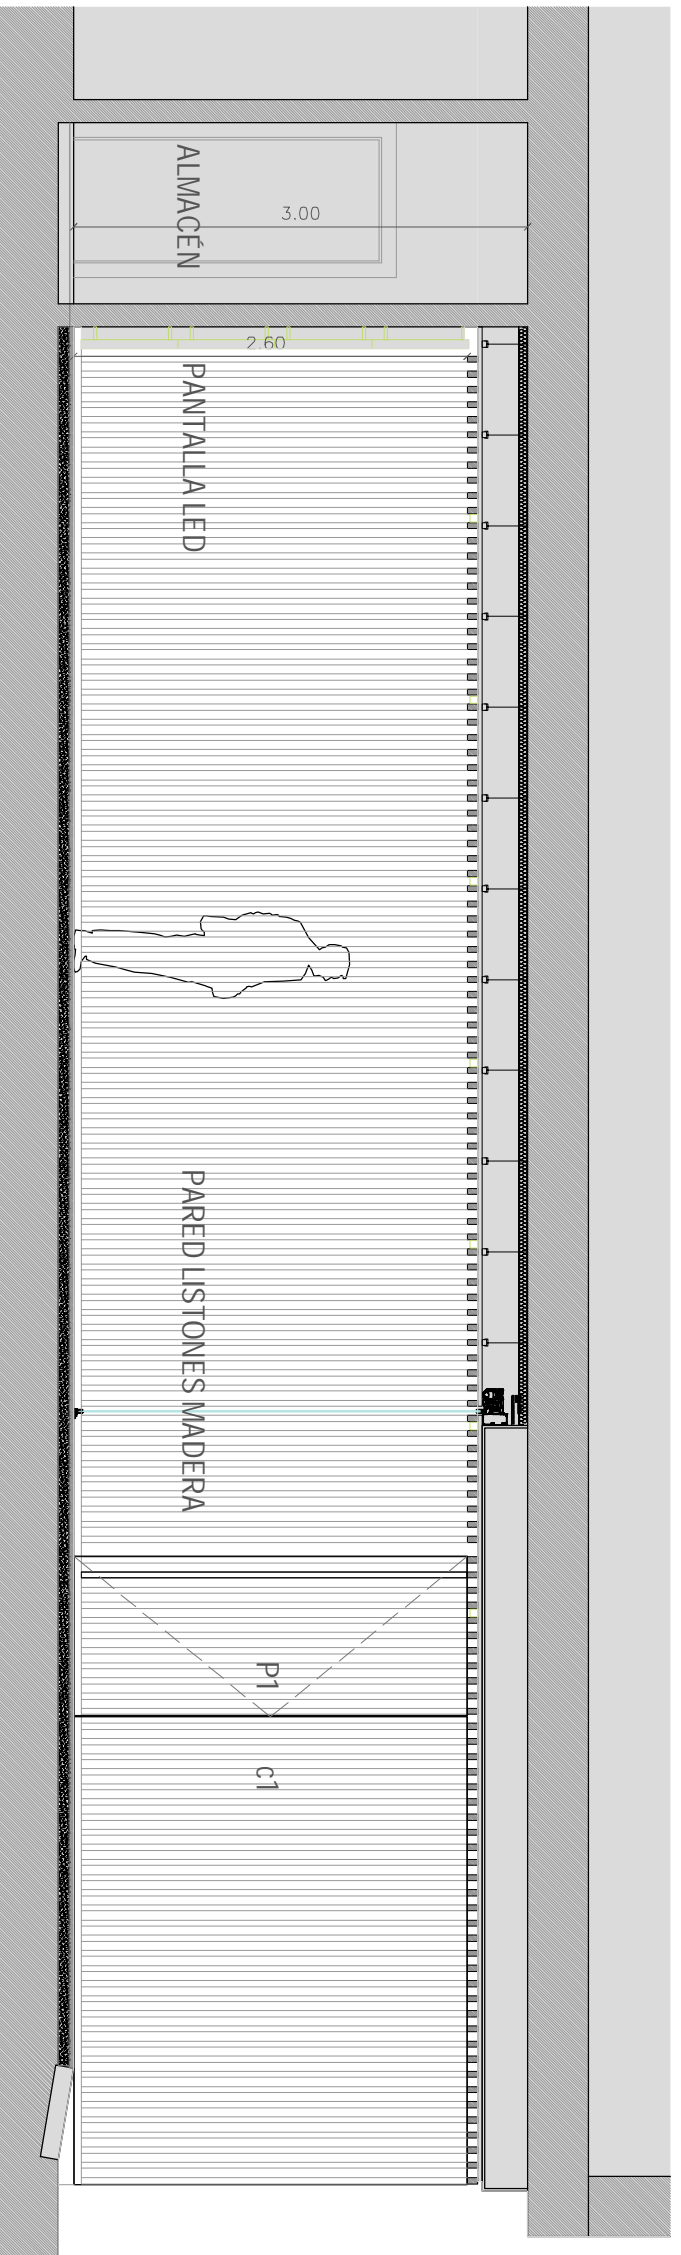 ALMACÉN
3.00
2.60
PANTALLA LED
PARED LISTONES MADERA
P1
c1